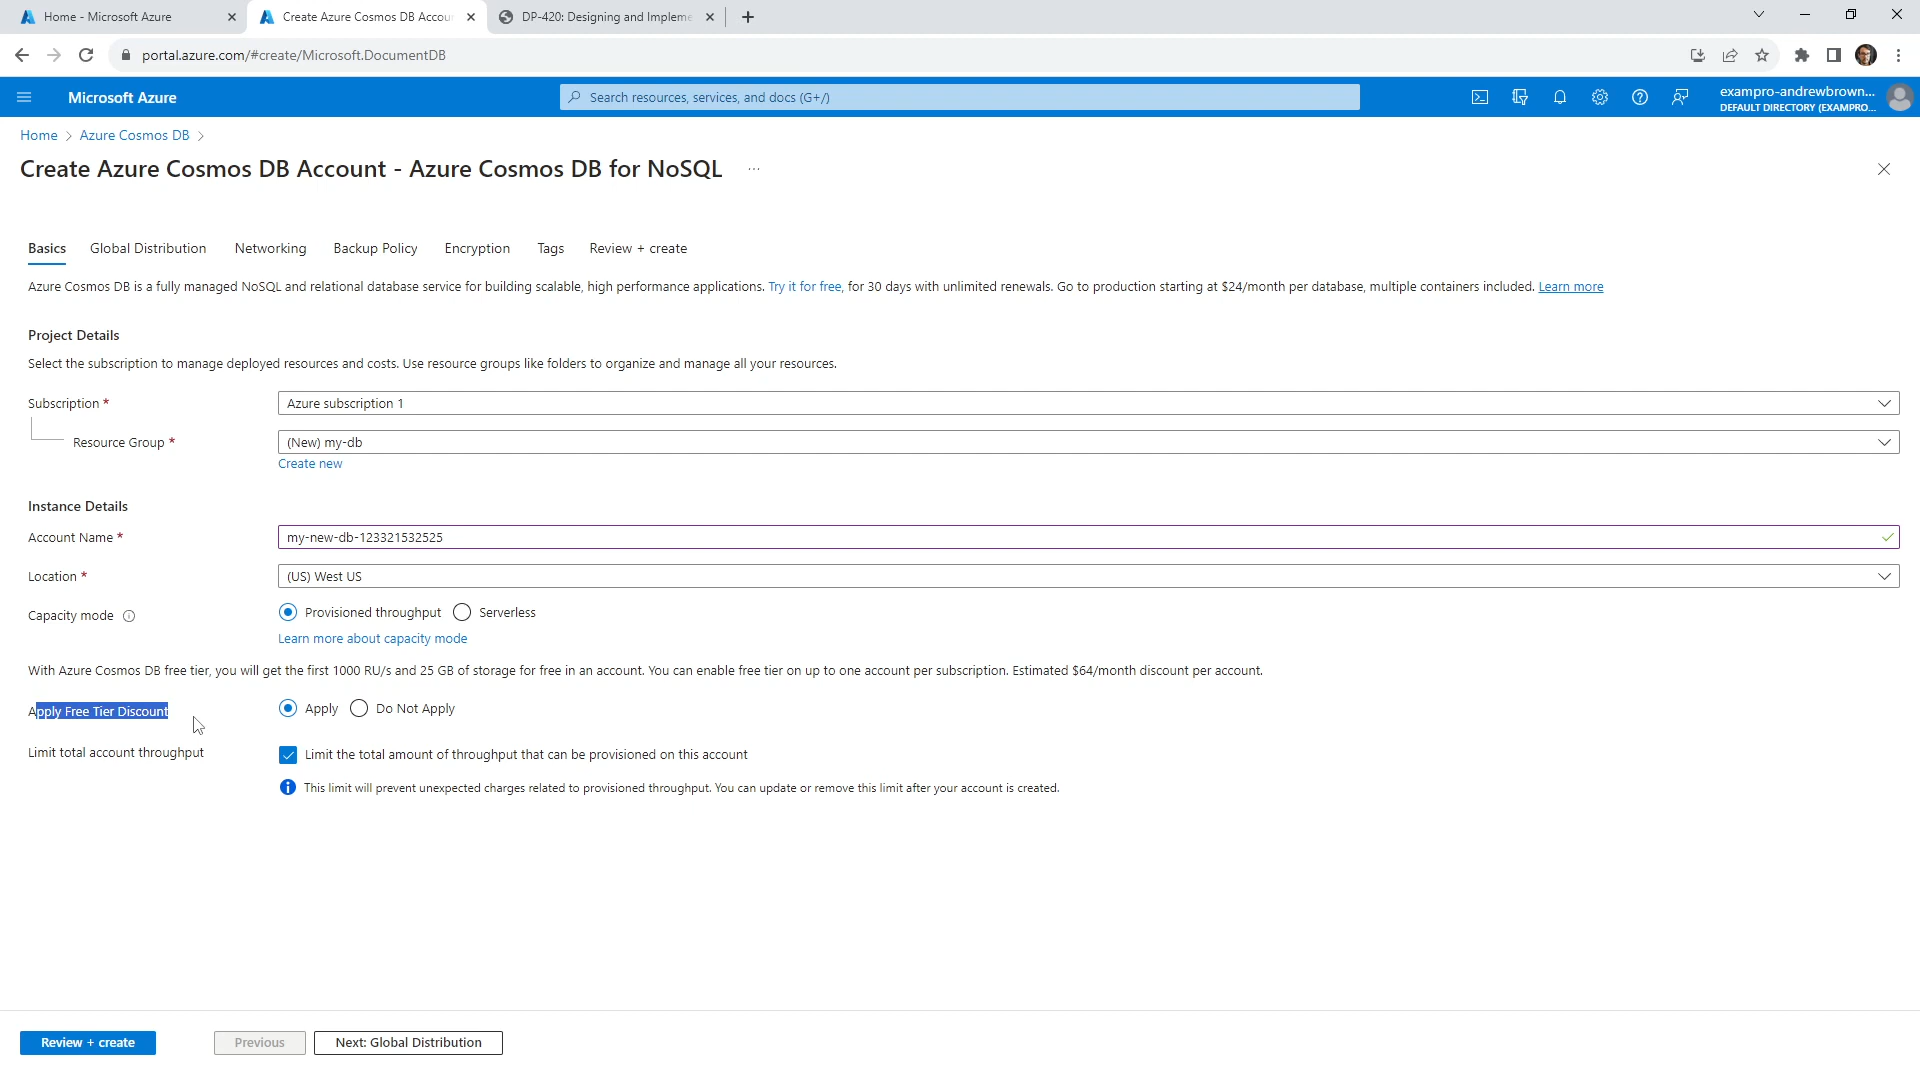 Home - Microsoft Azure
Create Azure Cosmos DB Accou
DP-420: Designing and Impleme
portal.azure.com/#create/Microsoft.DocumentDB
Microsoft Azure
Search resources, services, and docs (G+/)
exampro-andrewbrown...
DEFAULT DIRECTORY (EXAMPRO...
Home > Azure Cosmos DB >
Create Azure Cosmos DB Account - Azure Cosmos DB for NoSQL ...
Basics Global Distribution Networking Backup Policy Encryption Tags Review + create
Azure Cosmos DB is a fully managed NoSQL and relational database service for building scalable, high performance applications. Try it for free, for 30 days with unlimited renewals. Go to production starting at $24/month per database, multiple containers included. Learn more
Project Details
Select the subscription to manage deployed resources and costs. Use resource groups like folders to organize and manage all your resources.
Subscription * Azure subscription 1
Resource Group * (New) my-db
Create new
Instance Details
Account Name * my-new-db-123321532525
Location * (US) West US
Capacity mode Provisioned throughput Serverless
Learn more about capacity mode
With Azure Cosmos DB free tier, you will get the first 1000 RU/s and 25 GB of storage for free in an account. You can enable free tier on up to one account per subscription. Estimated $64/month discount per account.
Apply Free Tier Discount Apply Do Not Apply
Limit total account throughput Limit the total amount of throughput that can be provisioned on this account
This limit will prevent unexpected charges related to provisioned throughput. You can update or remove this limit after your account is created.
Review + create Previous Next: Global Distribution